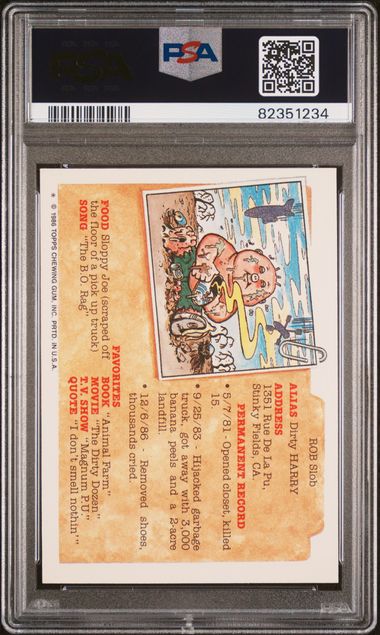 PSA
82351234
ROB Slob
ALIAS Dirty HARRY
ADDRESS
1351 Rue De La Pu,
Stinky Fields, CA.
PERMANENT RECORD
• 5/7/81 - Opened closet, killed
15.
• 9/25/83 - Hijacked garbage
truck, got away with 3,000
banana peels and a 2-acre
landfill.
• 12/6/86 - Removed shoes,
thousands cried.
FAVORITES
FOOD Sloppy Joe (scraped off
the floor of a pick up truck)
SONG "The B.O. Rag"
BOOK "Animal Farm"
MOVIE "The Dirty Dozen"
T.V. SHOW "Magnum P.U."
QUOTE "I don't smell nothin'"
* © 1986 TOPPS CHEWING GUM, INC. PRTD. IN U.S.A.